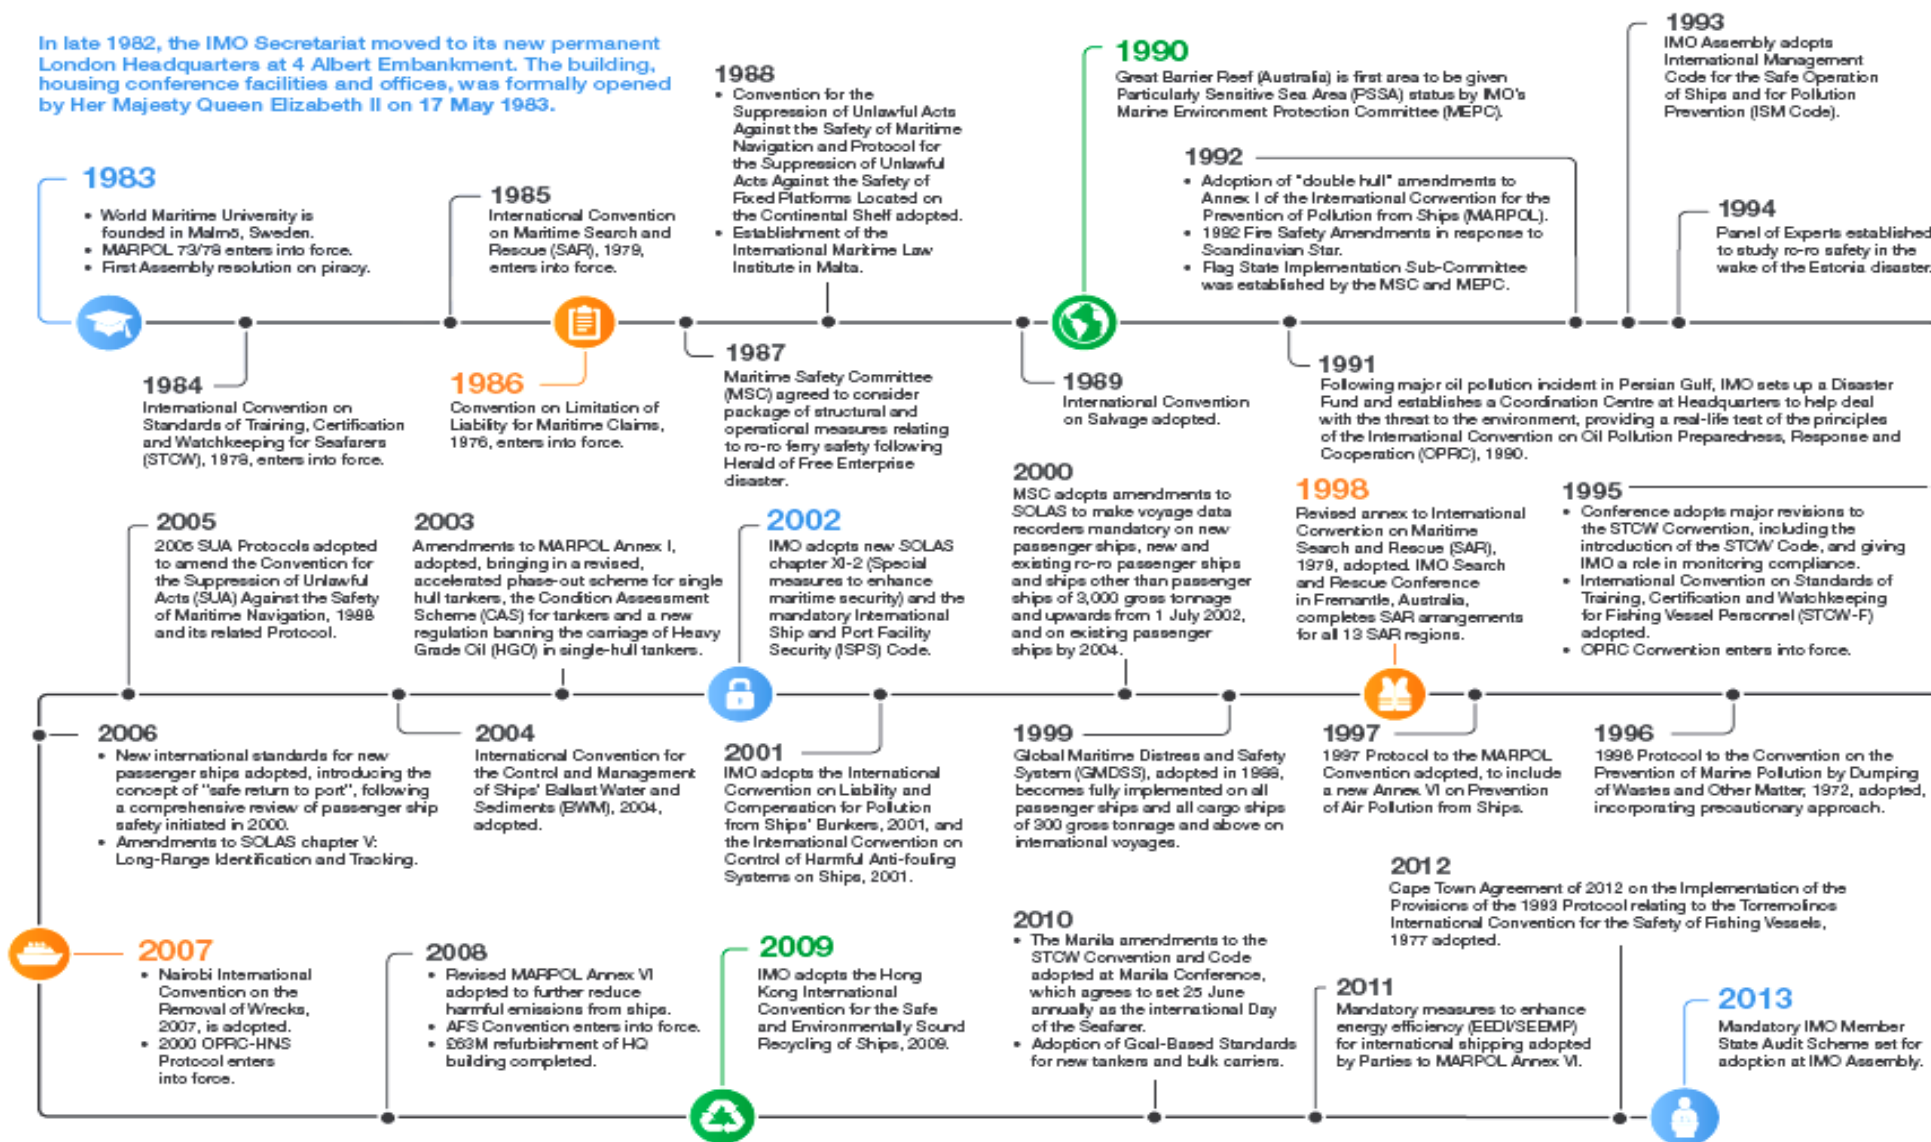 In late 1982, the IMO Secretariat moved to its new permanent
London Headquarters at 4 Albert Embankment. The building,
housing conference facilities and offices, was formally opened
by Her Majesty Queen Elizabeth II on 17 May 1983.
1983
• World Maritime University is
founded in Malmö, Sweden.
• MARPOL 73/78 enters into force.
• First Assembly resolution on piracy.
1984
International Convention on
Standards of Training, Certification
and Watchkeeping for Seafarers
(STCW), 1978, enters into force.
1985
International Convention
on Maritime Search and
Rescue (SAR), 1979,
enters into force.
1986
Convention on Limitation of
Liability for Maritime Claims,
1976, enters into force.
1987
Maritime Safety Committee
(MSC) agreed to consider
package of structural and
operational measures relating
to ro-ro ferry safety following
Herald of Free Enterprise
disaster.
1988
• Convention for the
Suppression of Unlawful Acts
Against the Safety of Maritime
Navigation and Protocol for
the Suppression of Unlawful
Acts Against the Safety of
Fixed Platforms Located on
the Continental Shelf adopted.
• Establishment of the
International Maritime Law
Institute in Malta.
1989
International Convention
on Salvage adopted.
1990
Great Barrier Reef (Australia) is first area to be given
Particularly Sensitive Sea Area (PSSA) status by IMO's
Marine Environment Protection Committee (MEPC).
1991
Following major oil pollution incident in Persian Gulf, IMO sets up a Disaster
Fund and establishes a Coordination Centre at Headquarters to help deal
with the threat to the environment, providing a real-life test of the principles
of the International Convention on Oil Pollution Preparedness, Response and
Cooperation (OPRC), 1990.
1992
• Adoption of "double hull" amendments to
Annex I of the International Convention for the
Prevention of Pollution from Ships (MARPOL).
• 1992 Fire Safety Amendments in response to
Scandinavian Star.
• Flag State Implementation Sub-Committee
was established by the MSC and MEPC.
1993
IMO Assembly adopts
International Management
Code for the Safe Operation
of Ships and for Pollution
Prevention (ISM Code).
1994
Panel of Experts established
to study ro-ro safety in the
wake of the Estonia disaster.
1995
• Conference adopts major revisions to
the STCW Convention, including the
introduction of the STCW Code, and giving
IMO a role in monitoring compliance.
• International Convention on Standards of
Training, Certification and Watchkeeping
for Fishing Vessel Personnel (STCW-F)
adopted.
• OPRC Convention enters into force.
1996
1996 Protocol to the Convention on the
Prevention of Marine Pollution by Dumping
of Wastes and Other Matter, 1972, adopted,
incorporating precautionary approach.
1997
1997 Protocol to the MARPOL
Convention adopted, to include
a new Annex VI on Prevention
of Air Pollution from Ships.
1998
Revised annex to International
Convention on Maritime
Search and Rescue (SAR),
1979, adopted. IMO Search
and Rescue Conference
in Fremantle, Australia,
completes SAR arrangements
for all 13 SAR regions.
1999
Global Maritime Distress and Safety
System (GMDSS), adopted in 1988,
becomes fully implemented on all
passenger ships and all cargo ships
of 300 gross tonnage and above on
international voyages.
2000
MSC adopts amendments to
SOLAS to make voyage data
recorders mandatory on new
passenger ships, new and
existing ro-ro passenger ships
and ships other than passenger
ships of 3,000 gross tonnage
and upwards from 1 July 2002,
and on existing passenger
ships by 2004.
2001
IMO adopts the International
Convention on Liability and
Compensation for Pollution
from Ships' Bunkers, 2001, and
the International Convention on
Control of Harmful Anti-fouling
Systems on Ships, 2001.
2002
IMO adopts new SOLAS
chapter XI-2 (Special
measures to enhance
maritime security) and the
mandatory International
Ship and Port Facility
Security (ISPS) Code.
2003
Amendments to MARPOL Annex I,
adopted, bringing in a revised,
accelerated phase-out scheme for single
hull tankers, the Condition Assessment
Scheme (CAS) for tankers and a new
regulation banning the carriage of Heavy
Grade Oil (HGO) in single-hull tankers.
2004
International Convention for
the Control and Management
of Ships' Ballast Water and
Sediments (BWM), 2004,
adopted.
2005
2005 SUA Protocols adopted
to amend the Convention for
the Suppression of Unlawful
Acts (SUA) Against the Safety
of Maritime Navigation, 1988
and its related Protocol.
2006
• New international standards for new
passenger ships adopted, introducing the
concept of "safe return to port", following
a comprehensive review of passenger ship
safety initiated in 2000.
• Amendments to SOLAS chapter V:
Long-Range Identification and Tracking.
2007
• Nairobi International
Convention on the
Removal of Wrecks,
2007, is adopted.
• 2000 OPRC-HNS
Protocol enters
into force.
2008
• Revised MARPOL Annex VI
adopted to further reduce
harmful emissions from ships.
• AFS Convention enters into force.
• £63M refurbishment of HQ
building completed.
2009
IMO adopts the Hong
Kong International
Convention for the Safe
and Environmentally Sound
Recycling of Ships, 2009.
2010
• The Manila amendments to the
STCW Convention and Code
adopted at Manila Conference,
which agrees to set 25 June
annually as the international Day
of the Seafarer.
• Adoption of Goal-Based Standards
for new tankers and bulk carriers.
2011
Mandatory measures to enhance
energy efficiency (EEDI/SEEMP)
for international shipping adopted
by Parties to MARPOL Annex VI.
2012
Cape Town Agreement of 2012 on the Implementation of the
Provisions of the 1993 Protocol relating to the Torremolinos
International Convention for the Safety of Fishing Vessels,
1977 adopted.
2013
Mandatory IMO Member
State Audit Scheme set for
adoption at IMO Assembly.